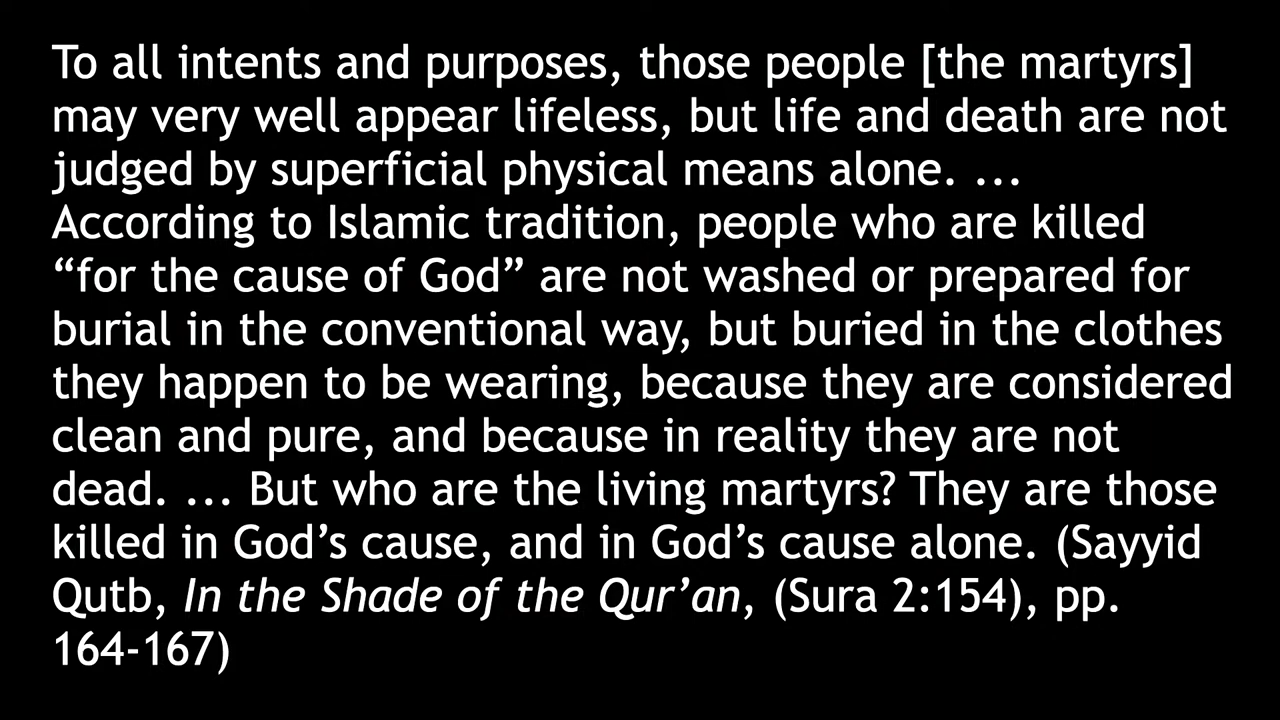 To all intents and purposes, those people [the martyrs]
may very well appear lifeless, but life and death are not
judged by superficial physical means alone. ...
According to Islamic tradition, people who are killed
“for the cause of God” are not washed or prepared for
burial in the conventional way, but buried in the clothes
they happen to be wearing, because they are considered
clean and pure, and because in reality they are not
dead. ... But who are the living martyrs? They are those
killed in God’s cause, and in God’s cause alone. (Sayyid
Qutb, In the Shade of the Qur’an, (Sura 2:154), pp.
164-167)